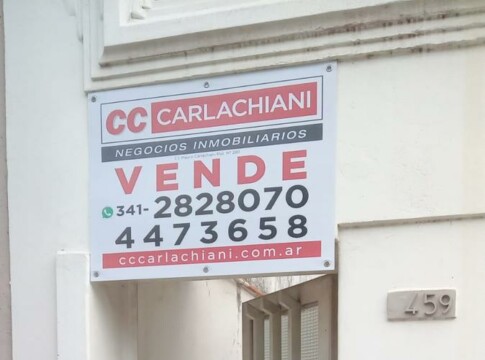 CC CARLACHIANI
NEGOCIOS INMOBILIARIOS
VENDE
341-2828070
4473658
cccarlachiani.com.ar
459